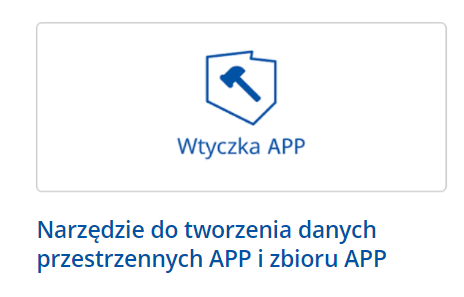 Wtyczka APP
Narzędzie do tworzenia danych
przestrzennych APP i zbioru APP